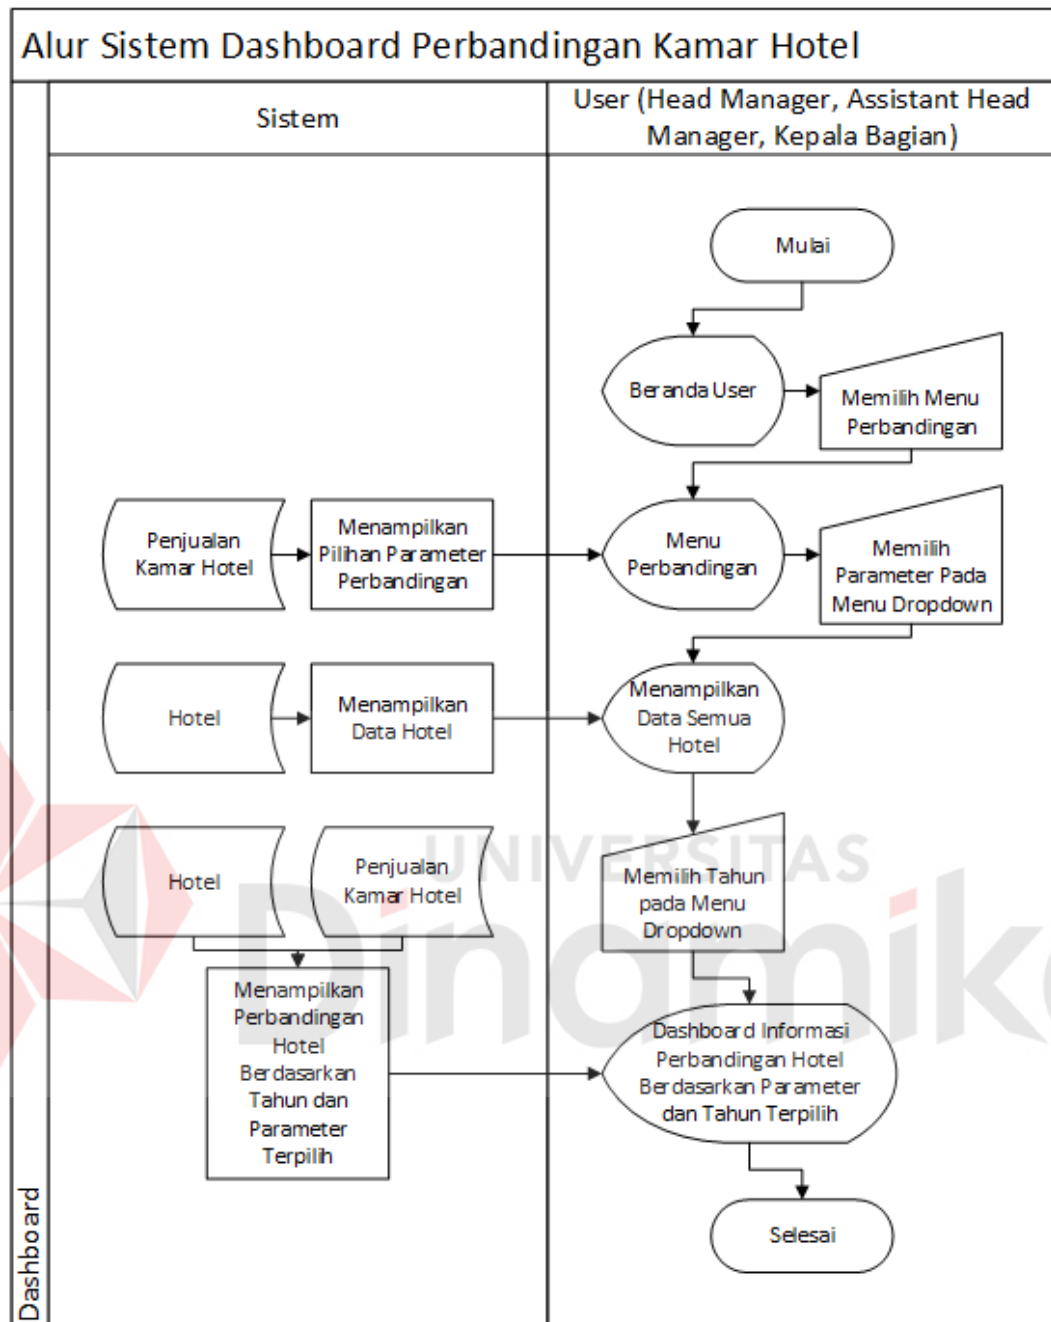 Alur Sistem Dashboard Perbandingan Kamar Hotel
Sistem
User (Head Manager, Assistant Head
Manager, Kepala Bagian)
Mulai
Beranda User
Memilih Menu
Perbandingan
Penjualan
Kamar Hotel
Menampilkan
Pilihan Parameter
Perbandingan
Menu
Perbandingan
Memilih
Parameter Pada
Menu Dropdown
Hotel
Menampilkan
Data Hotel
Menampilkan
Data Semua
Hotel
Hotel
Penjualan
Kamar Hotel
Memilih Tahun
pada Menu
Dropdown
Menampilkan
Perbandingan
Hotel
Berdasarkan
Tahun dan
Parameter
Terpilih
Dashboard Informasi
Perbandingan Hotel
Berdasarkan Parameter
dan Tahun Terpilih
Selesai
Dashboard
UNIVERSITAS
Dinamika